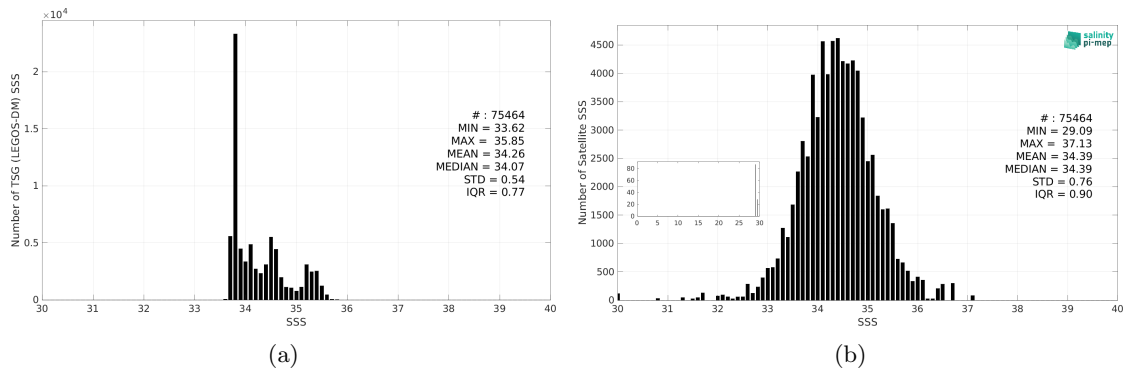 ×10⁴
Number of TSG (LEGOS-DM) SSS
2
1.5
1
0.5
0
# : 75464
MIN = 33.62
MAX = 35.85
MEAN = 34.26
MEDIAN = 34.07
STD = 0.54
IQR = 0.77
30 31 32 33 34 35 36 37 38 39 40
SSS
(a)
salinity
pi-mep
Number of Satellite SSS
4500
4000
3500
3000
2500
2000
1500
1000
500
0
80
60
40
20
0
0 5 10 15 20 25 30
# : 75464
MIN = 29.09
MAX = 37.13
MEAN = 34.39
MEDIAN = 34.39
STD = 0.76
IQR = 0.90
30 31 32 33 34 35 36 37 38 39 40
SSS
(b)